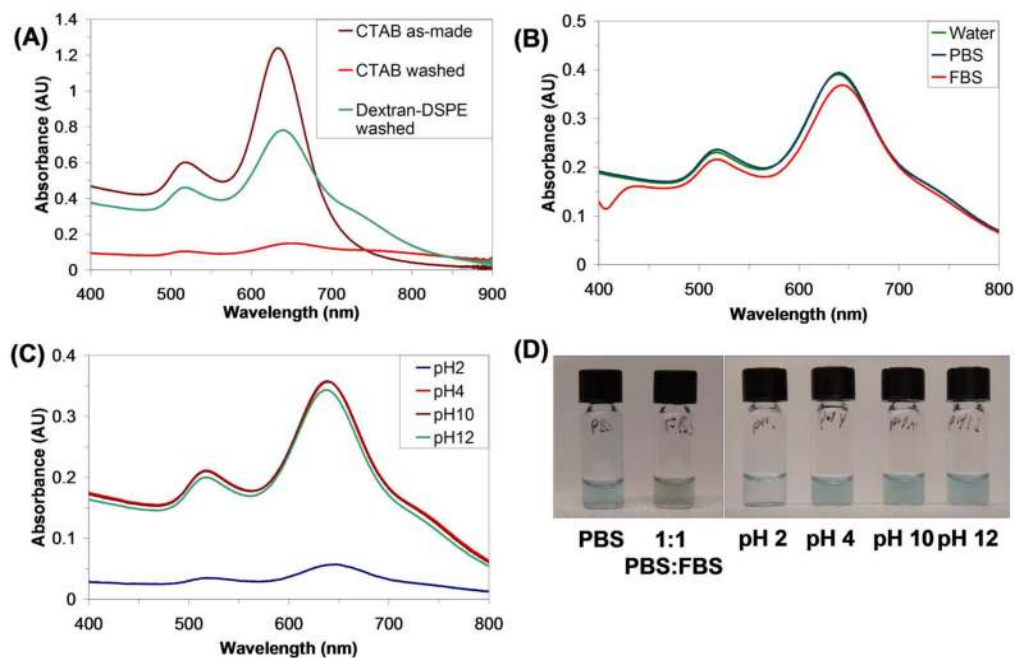 (A)
Absorbance (AU)
1.4
1.2
1.0
0.8
0.6
0.4
0.2
0
400 500 600 700 800 900
Wavelength (nm)
CTAB as-made
CTAB washed
Dextran-DSPE
washed
(B)
Absorbance (AU)
0.5
0.4
0.3
0.2
0.1
0
400 500 600 700 800
Wavelength (nm)
Water
PBS
FBS
(C)
Absorbance (AU)
0.4
0.3
0.2
0.1
0
400 500 600 700 800
Wavelength (nm)
pH2
pH4
pH10
pH12
(D)
PBS
FBS
PBS 1:1 pH 2 pH 4 pH 10 pH 12
PBS:FBS